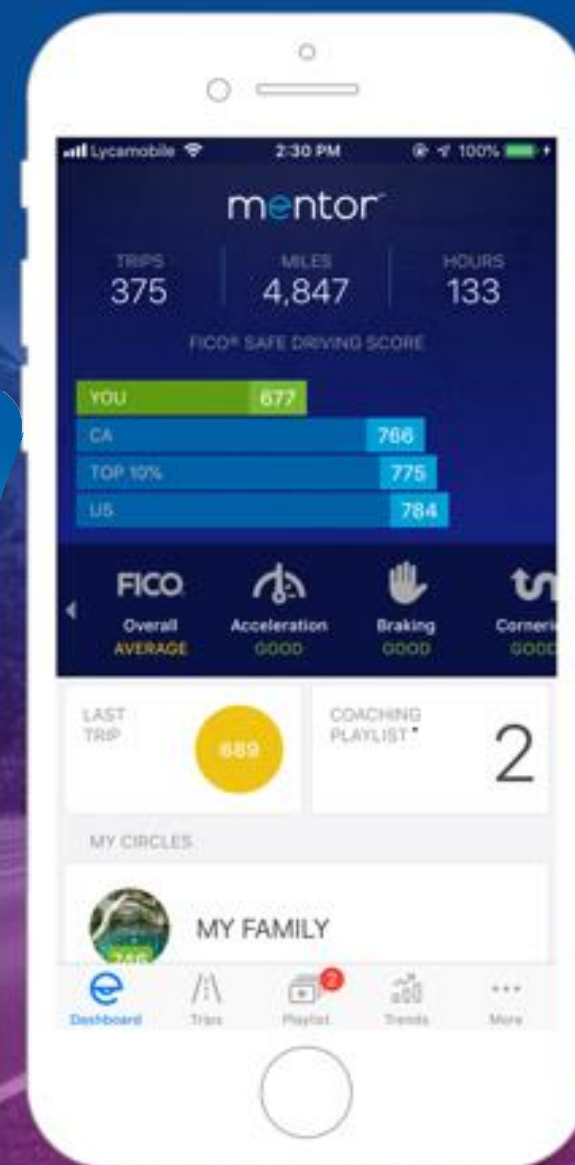 Lycamobile 2:30 PM 100%
mentor
TRIPS MILES HOURS
375 4,847 133
FICO® SAFE DRIVING SCORE
YOU 677
CA 766
TOP 10% 775
US 784
FICO
Overall Acceleration Braking Corneri
AVERAGE GOOD GOOD GOOD
LAST TRIP
689
COACHING PLAYLIST
2
MY CIRCLES
MY FAMILY
2
Dashboard Trips Playlist Trends More